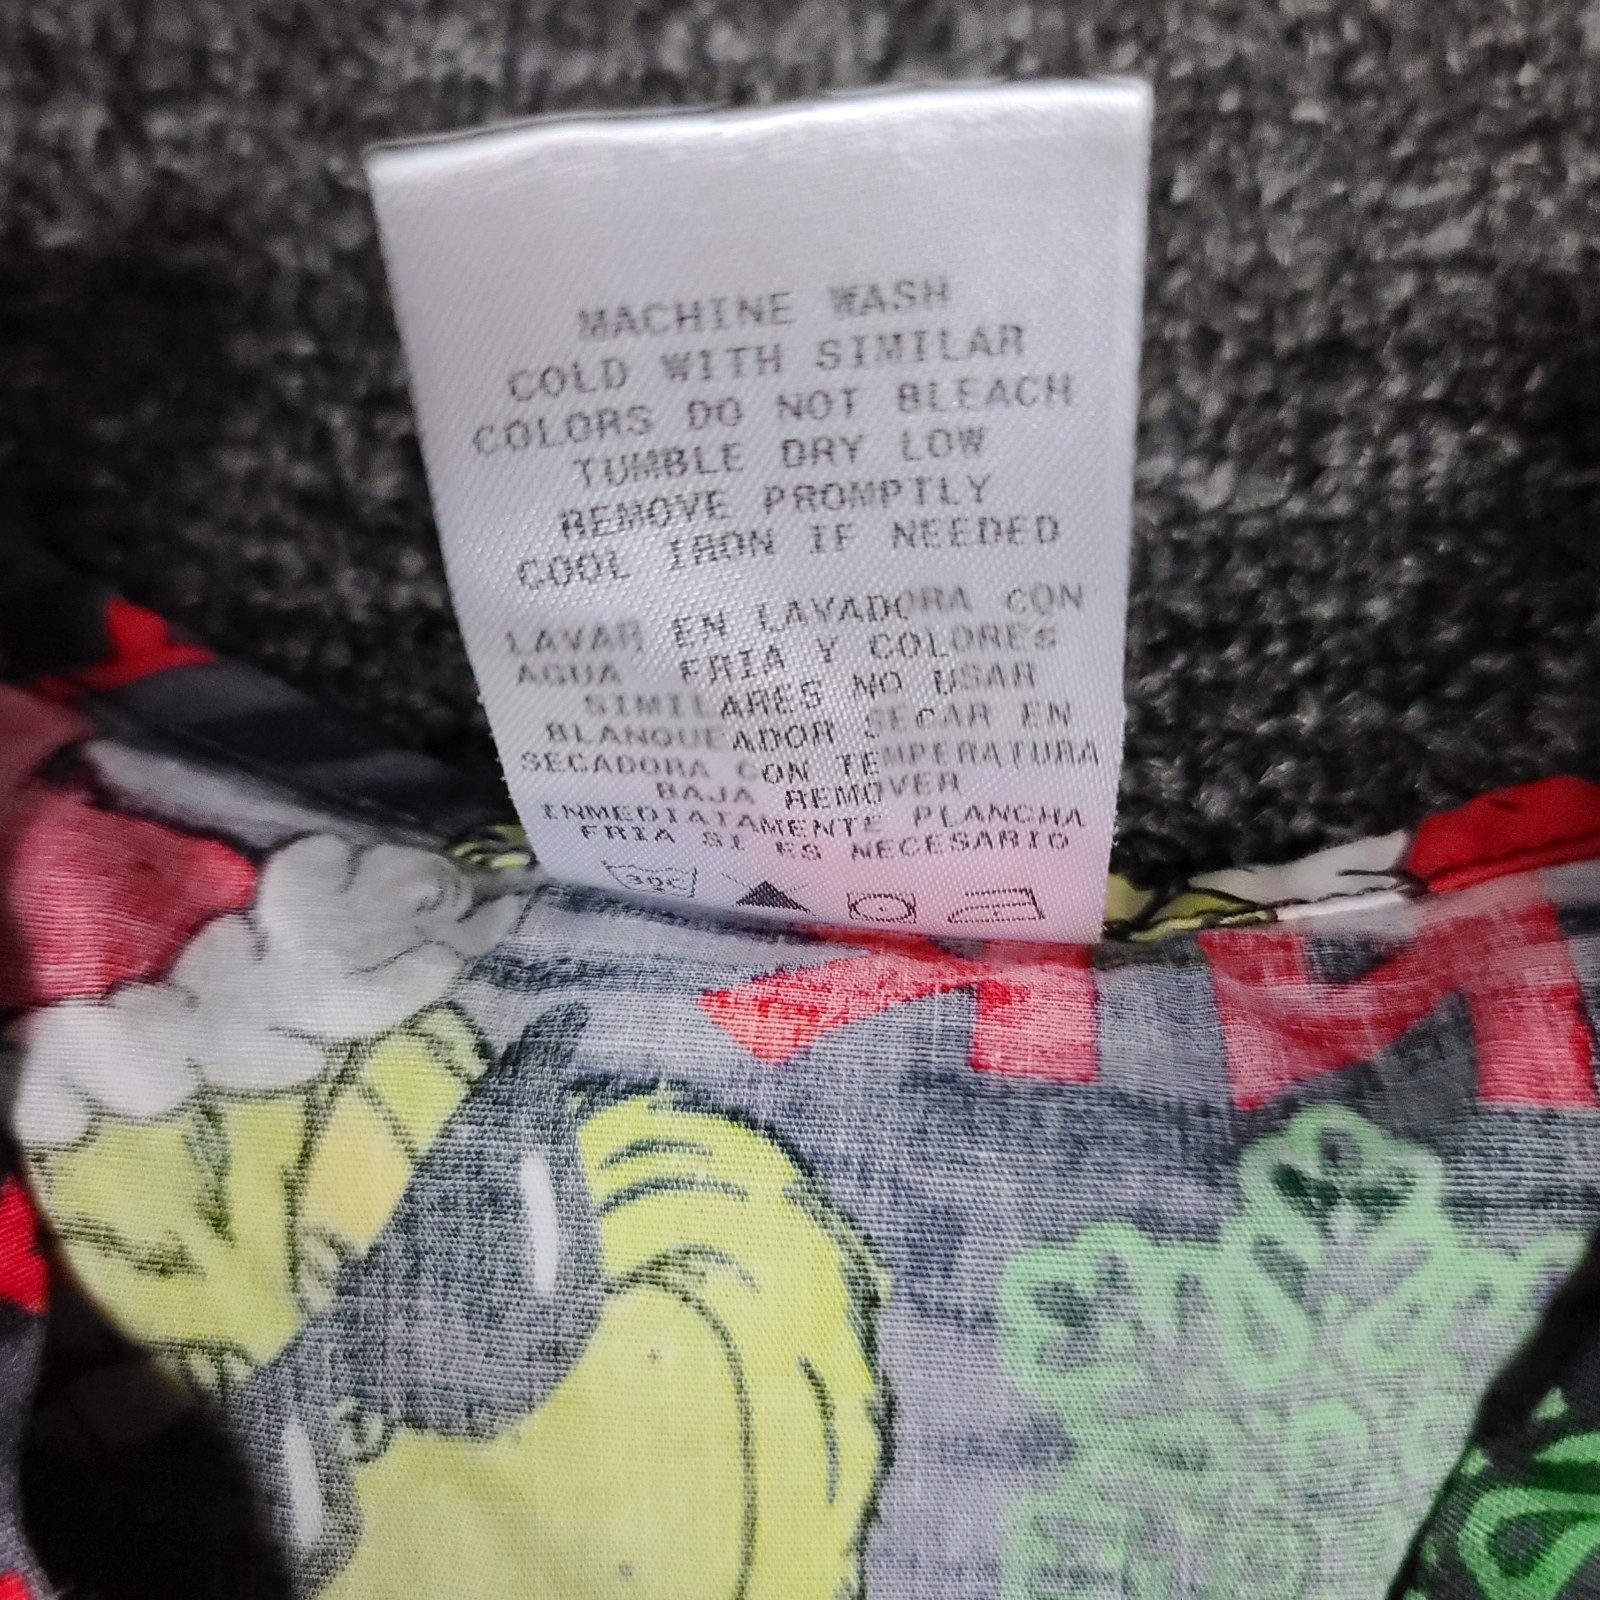 MACHINE WASH
COLD WITH SIMILAR
COLORS DO NOT BLEACH
TUMBLE DRY LOW
REMOVE PROMPTLY
COOL IRON IF NEEDED
LAVAR EN LAVADORA CON
AGUA FRIA Y COLORES
SIMILARES NO USAR
BLANQUEADOR SECAR EN
SECADORA CON TEMPERATURA
BAJA REMOVER
INMEDIATAMENTE PLANCHA
FRIA SI ES NECESARIO
30C